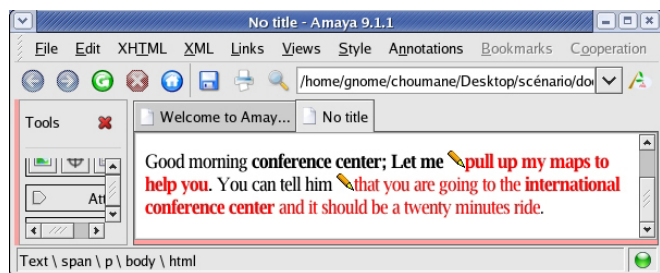 No title - Amaya 9.1.1
File Edit XHTML XML Links Views Style Annotations Bookmarks Cooperation
/home/gnome/choumane/Desktop/scénario/do
Tools
Welcome to Amay... No title
Good morning conference center; Let me pull up my maps to
help you. You can tell him that you are going to the international
Att
conference center and it should be a twenty minutes ride.
Text \ span \ p \ body \ html